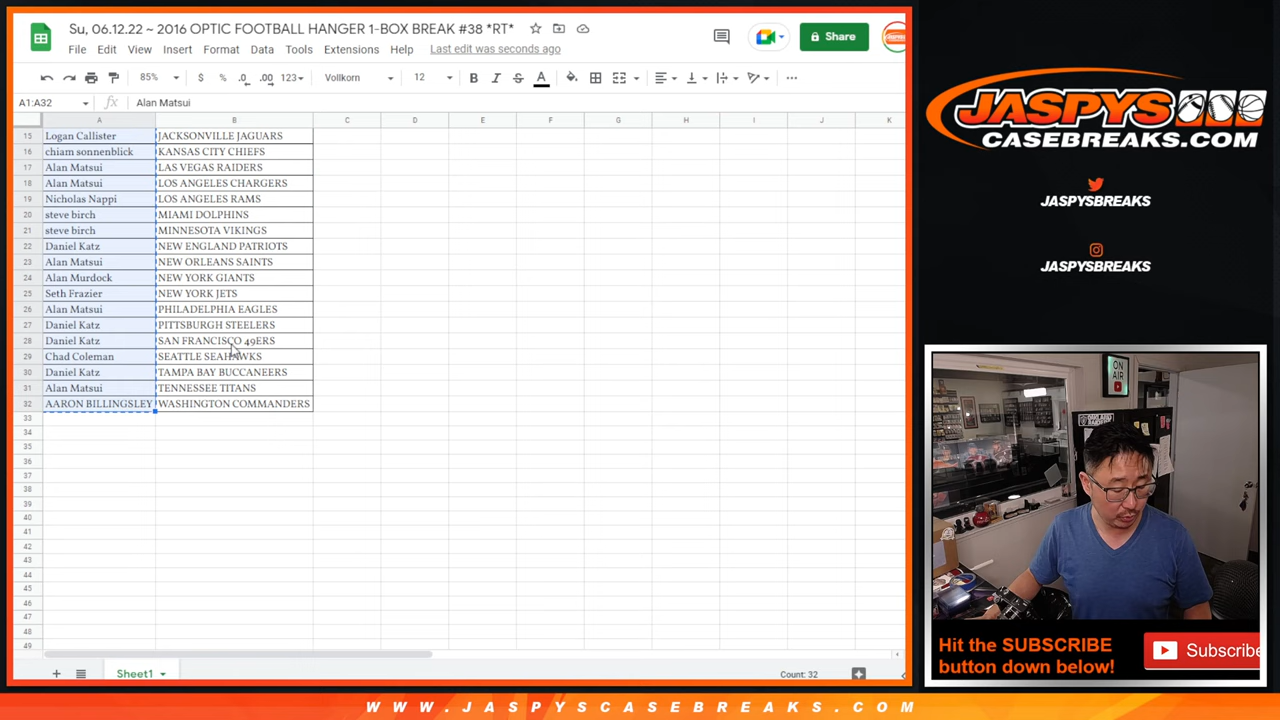 Su, 06.12.22 ~ 2016 OPTIC FOOTBALL HANGER 1-BOX BREAK #38 *RT*
File Edit View Insert Format Data Tools Extensions Help Last edit was seconds ago
Share
85% $ % .0 .00 123 Vollkorn 12 B I S A
A1:A32 fx Alan Matsui
A B C D E F G H I J K
15 Logan Callister JACKSONVILLE JAGUARS
16 chiam sonnenblick KANSAS CITY CHIEFS
17 Alan Matsui LAS VEGAS RAIDERS
18 Alan Matsui LOS ANGELES CHARGERS
19 Nicholas Nappi LOS ANGELES RAMS
20 steve birch MIAMI DOLPHINS
21 steve birch MINNESOTA VIKINGS
22 Daniel Katz NEW ENGLAND PATRIOTS
23 Alan Matsui NEW ORLEANS SAINTS
24 Alan Murdock NEW YORK GIANTS
25 Seth Frazier NEW YORK JETS
26 Alan Matsui PHILADELPHIA EAGLES
27 Daniel Katz PITTSBURGH STEELERS
28 Daniel Katz SAN FRANCISCO 49ERS
29 Chad Coleman SEATTLE SEAHAWKS
30 Daniel Katz TAMPA BAY BUCCANEERS
31 Alan Matsui TENNESSEE TITANS
32 AARON BILLINGSLEY WASHINGTON COMMANDERS
33
34
35
36
37
38
39
40
41
42
43
44
45
46
47
48
49
Sheet1
Count: 32
JASPYS
CASEBREAKS.COM
JASPYSBREAKS
JASPYSBREAKS
ON AIR
Hit the SUBSCRIBE
button down below!
Subscribe
WWW.JASPYSCASEBREAKS.COM